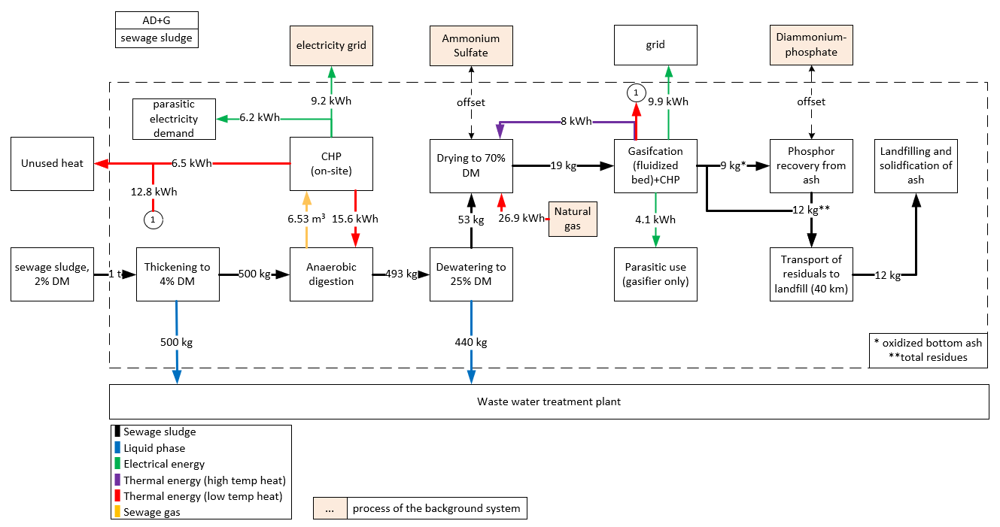 AD+G
sewage sludge
electricity grid
Ammonium
Sulfate
grid
Diammonium-
phosphate
parasitic
electricity
demand
6.2 kWh
9.2 kWh
offset
1
9.9 kWh
8 kWh
offset
Unused heat
6.5 kWh
12.8 kWh
1
CHP
(on-site)
Drying to 70%
DM
19 kg
Gasifcation
(fluidized
bed)+CHP
9 kg*
Phosphor
recovery from
ash
Landfilling and
solidfication of
ash
6.53 m³
15.6 kWh
53 kg
26.9 kWh
Natural
gas
4.1 kWh
12 kg**
sewage sludge,
2% DM
1 t
Thickening to
4% DM
500 kg
Anaerobic
digestion
493 kg
Dewatering to
25% DM
Parasitic use
(gasifier only)
Transport of
residuals to
landfill (40 km)
12 kg
500 kg
440 kg
* oxidized bottom ash
**total residues
Waste water treatment plant
Sewage sludge
Liquid phase
Electrical energy
Thermal energy (high temp heat)
Thermal energy (low temp heat)
Sewage gas
... process of the background system